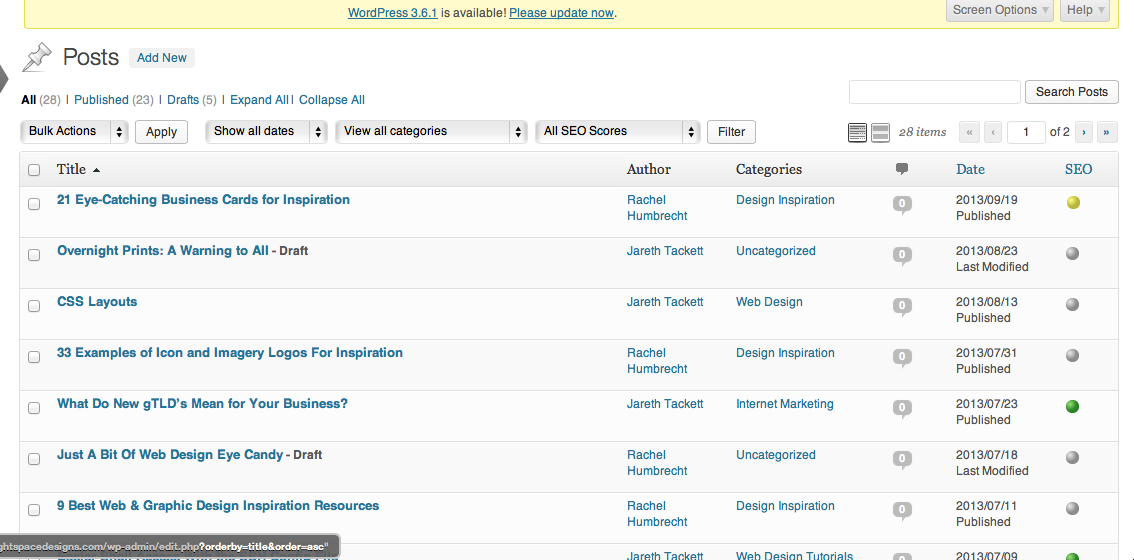 WordPress 3.6.1 is available! Please update now.
Screen Options Help
Posts Add New
All (28) | Published (23) | Drafts (5) | Expand All | Collapse All
Search Posts
Bulk Actions Apply Show all dates View all categories All SEO Scores Filter 28 items « ‹ 1 of 2 › »
Title Author Categories Date SEO
21 Eye-Catching Business Cards for Inspiration Rachel Humbrecht Design Inspiration 0 2013/09/19 Published
Overnight Prints: A Warning to All - Draft Jareth Tackett Uncategorized 0 2013/08/23 Last Modified
CSS Layouts Jareth Tackett Web Design 0 2013/08/13 Published
33 Examples of Icon and Imagery Logos For Inspiration Rachel Humbrecht Design Inspiration 0 2013/07/31 Published
What Do New gTLD's Mean for Your Business? Jareth Tackett Internet Marketing 0 2013/07/23 Published
Just A Bit Of Web Design Eye Candy - Draft Rachel Humbrecht Uncategorized 0 2013/07/18 Last Modified
9 Best Web & Graphic Design Inspiration Resources Rachel Humbrecht Design Inspiration 0 2013/07/11 Published
ghtspacedesigns.com/wp-admin/edit.php?orderby=title&order=asc"
Rachel Web Design Tutorials 2013/07/09